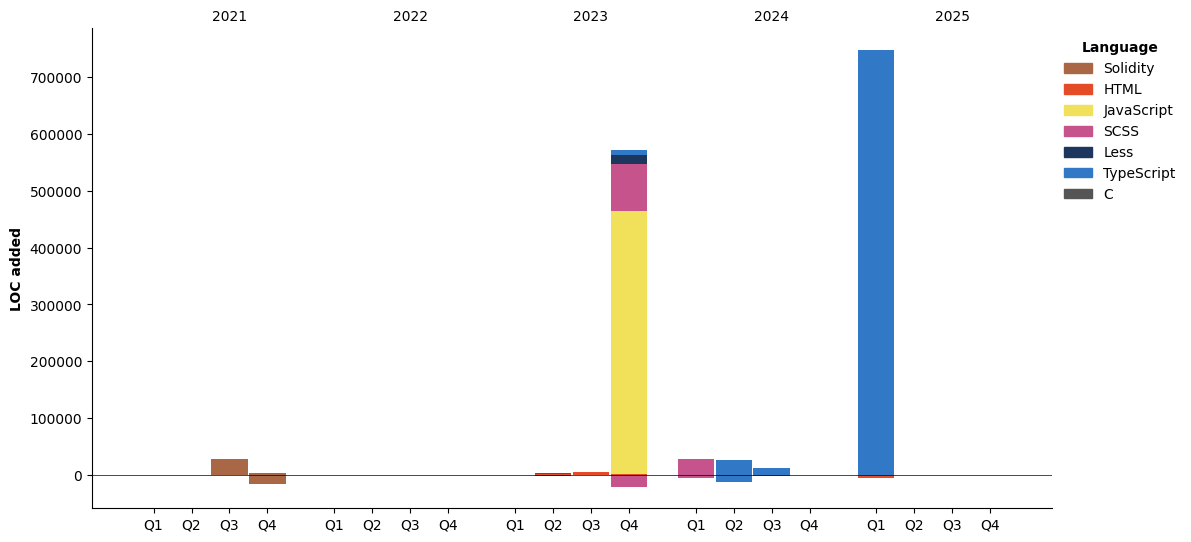 2021 2022 2023 2024 2025
LOC added
700000
600000
500000
400000
300000
200000
100000
0
Q1 Q2 Q3 Q4 Q1 Q2 Q3 Q4 Q1 Q2 Q3 Q4 Q1 Q2 Q3 Q4 Q1 Q2 Q3 Q4
Language
Solidity
HTML
JavaScript
SCSS
Less
TypeScript
C